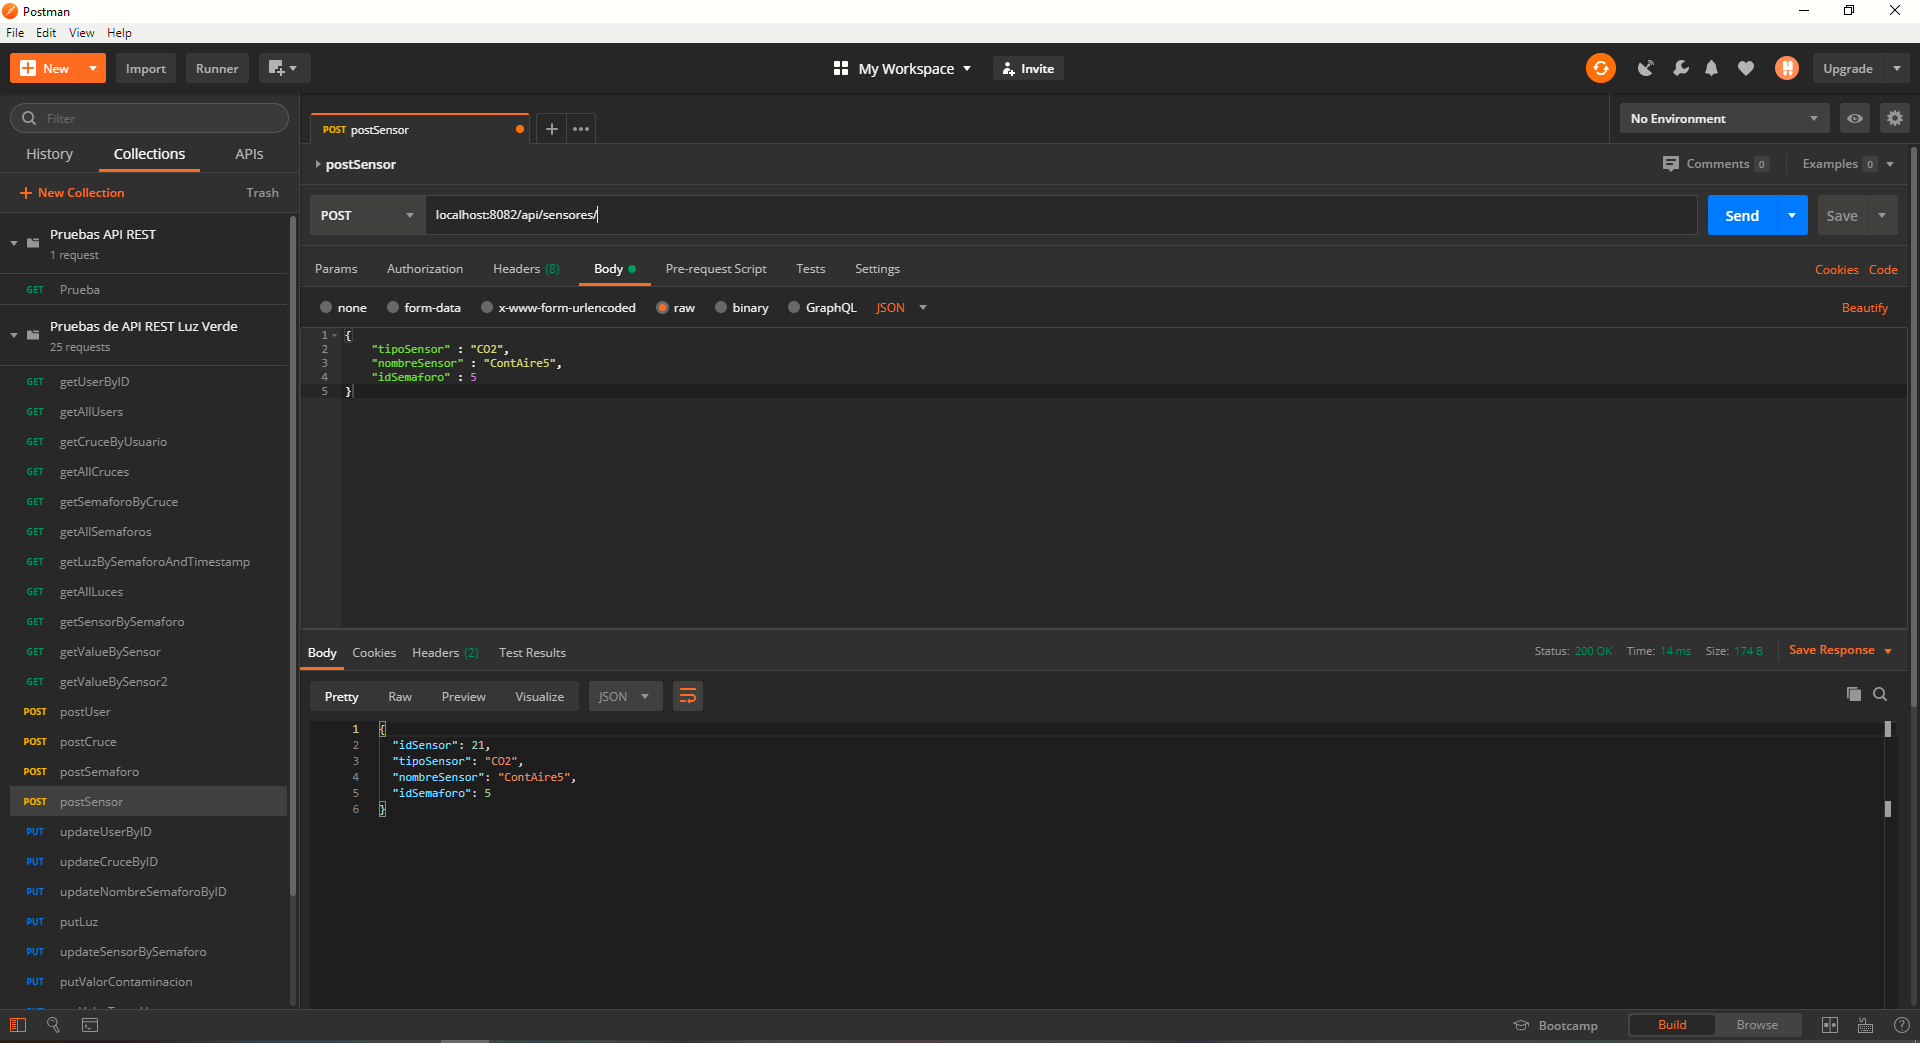 Postman
File Edit View Help
New Import Runner My Workspace Invite Upgrade
Filter
History Collections APIs
New Collection Trash
Pruebas API REST
1 request
GET Prueba
Pruebas de API REST Luz Verde
25 requests
GET getUserByID
GET getAllUsers
GET getCruceByUsuario
GET getAllCruces
GET getSemaforoByCruce
GET getAllSemaforos
GET getLuzBySemaforoAndTimestamp
GET getAllLuces
GET getSensorBySemaforo
GET getValueBySensor
GET getValueBySensor2
POST postUser
POST postCruce
POST postSemaforo
POST postSensor
PUT updateUserByID
PUT updateCruceByID
PUT updateNombreSemaforoByID
PUT putLuz
PUT updateSensorBySemaforo
PUT putValorContaminacion
POST postSensor
No Environment
postSensor
Comments 0 Examples 0
POST localhost:8082/api/sensores/ Send Save
Params Authorization Headers (8) Body Pre-request Script Tests Settings Cookies Code
none form-data x-www-form-urlencoded raw binary GraphQL JSON Beautify
1 {
2 "tipoSensor" : "CO2",
3 "nombreSensor" : "ContAire5",
4 "idSemaforo" : 5
5 }
Body Cookies Headers (2) Test Results Status: 200 OK Time: 14 ms Size: 174 B Save Response
Pretty Raw Preview Visualize JSON
1 {
2 "idSensor": 21,
3 "tipoSensor": "CO2",
4 "nombreSensor": "ContAire5",
5 "idSemaforo": 5
6 }
Bootcamp Build Browse